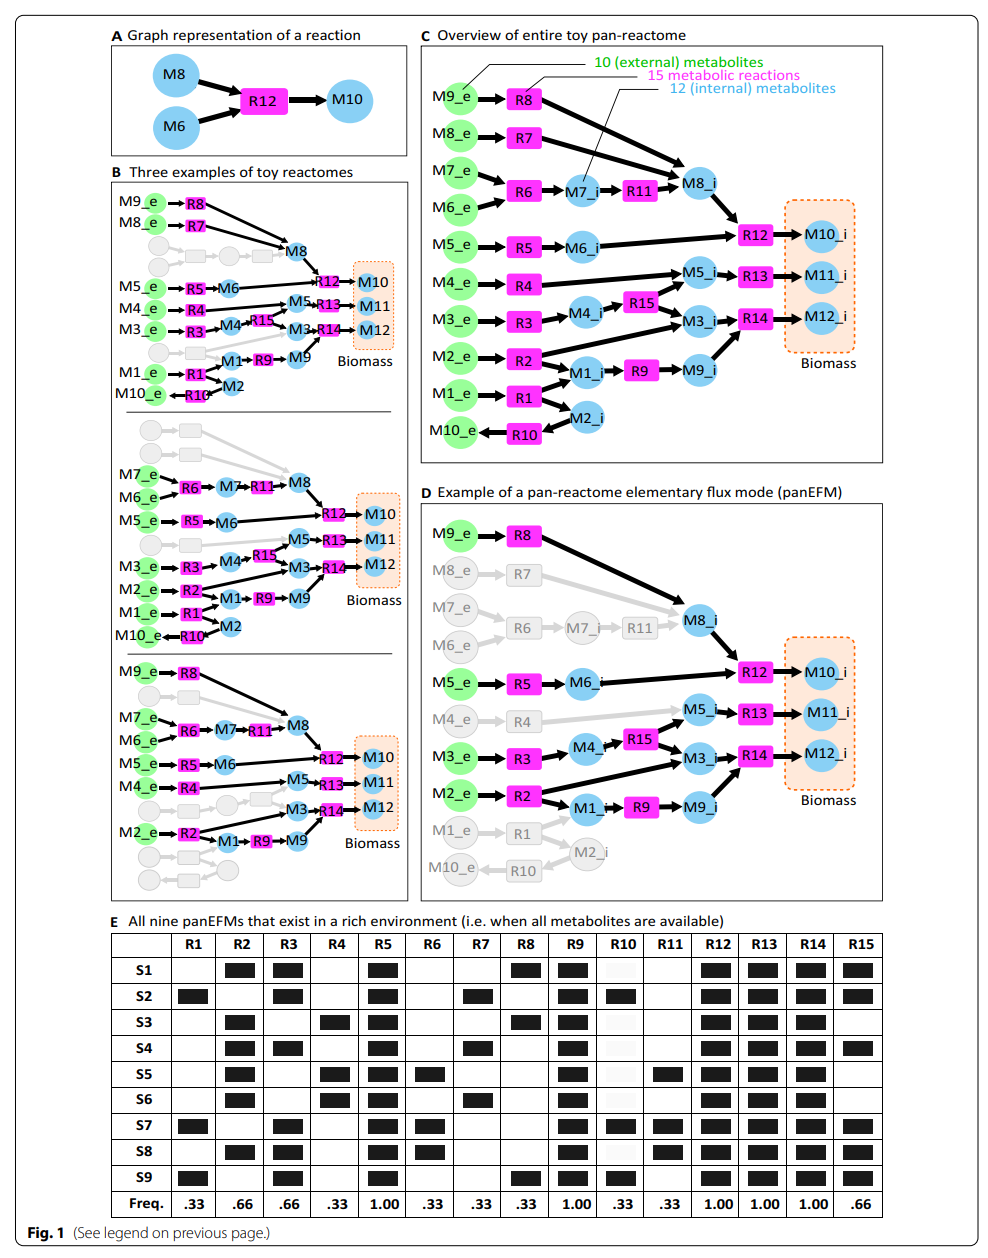 A Graph representation of a reaction
M8
R12
M10
M6
B Three examples of toy reactomes
M9_e R8
M8_e R7
M8
M5_e R5 M6 R12 M10
M4_e R4 M5 R13 M11
M3_e R3 M4 R15 M3 R14 M12
M1 R9 M9 Biomass
M1_e R1
M2
M10_e R10
M7_e
R6 M7 R11 M8
M6_e
M5_e R5 M6 R12 M10
M5 R13 M11
M3_e R3 M4 R15
M3 R14 M12
M2_e R2
M1 R9 M9 Biomass
M1_e R1
M2
M10_e R10
M9_e R8
M7_e
R6 M7 R11 M8
M6_e
M5_e R5 M6 R12 M10
M4_e R4 M5 R13 M11
M3 R14 M12
M2_e R2
M1 R9 M9 Biomass
C Overview of entire toy pan-reactome
10 (external) metabolites
15 metabolic reactions
12 (internal) metabolites
M9_e R8
M8_e R7
M7_e
R6 M7_i R11 M8_i
M6_e
M5_e R5 M6_i R12 M10_i
M4_e R4 M5_i R13 M11_i
M3_e R3 M4_i R15
M3_i R14 M12_i
M2_e R2
M1_i R9 M9_i Biomass
M1_e R1
M2_i
M10_e R10
D Example of a pan-reactome elementary flux mode (panEFM)
M9_e R8
M8_e R7
M7_e
R6 M7_i R11 M8_i
M6_e
M5_e R5 M6_i R12 M10_i
M4_e R4 M5_i R13 M11_i
M3_e R3 M4_i R15
M3_i R14 M12_i
M2_e R2
M1_i R9 M9_i Biomass
M1_e R1
M2_i
M10_e R10
E All nine panEFMs that exist in a rich environment (i.e. when all metabolites are available)
R1 R2 R3 R4 R5 R6 R7 R8 R9 R10 R11 R12 R13 R14 R15
S1
S2
S3
S4
S5
S6
S7
S8
S9
Freq. .33 .66 .66 .33 1.00 .33 .33 .33 1.00 .33 .33 1.00 1.00 1.00 .66
Fig. 1 (See legend on previous page.)